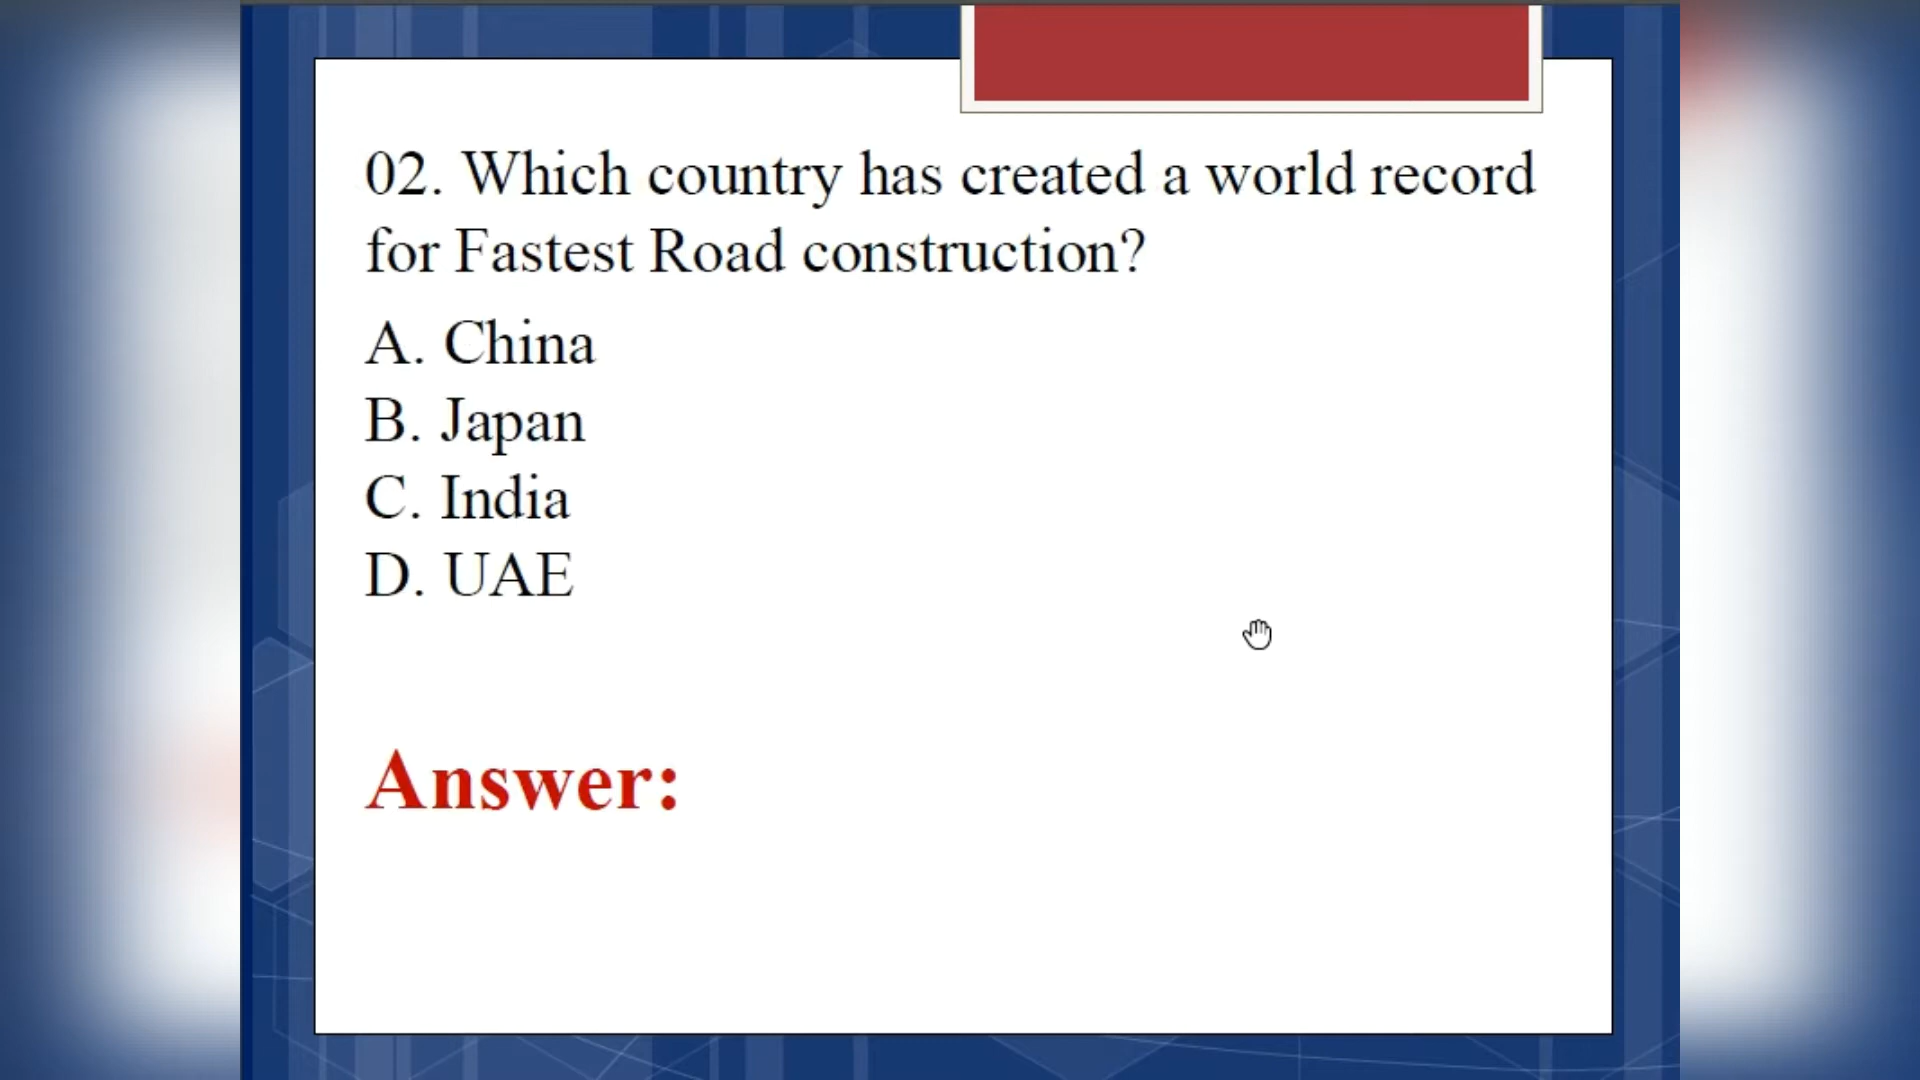 02. Which country has created a world record
for Fastest Road construction?
A. China
B. Japan
C. India
D. UAE
Answer: